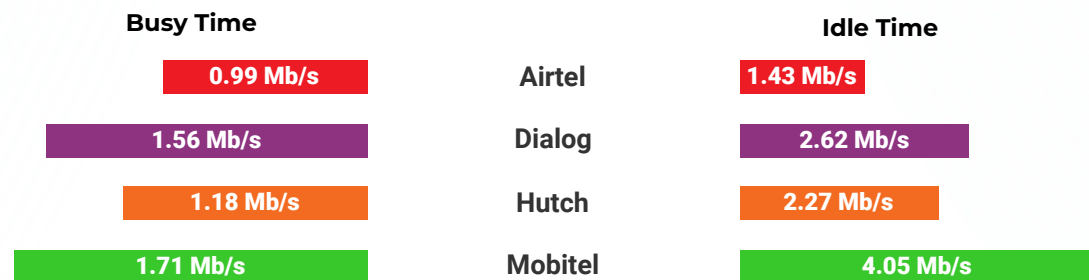 Busy Time
Idle Time
0.99 Mb/s Airtel 1.43 Mb/s
1.56 Mb/s Dialog 2.62 Mb/s
1.18 Mb/s Hutch 2.27 Mb/s
1.71 Mb/s Mobitel 4.05 Mb/s